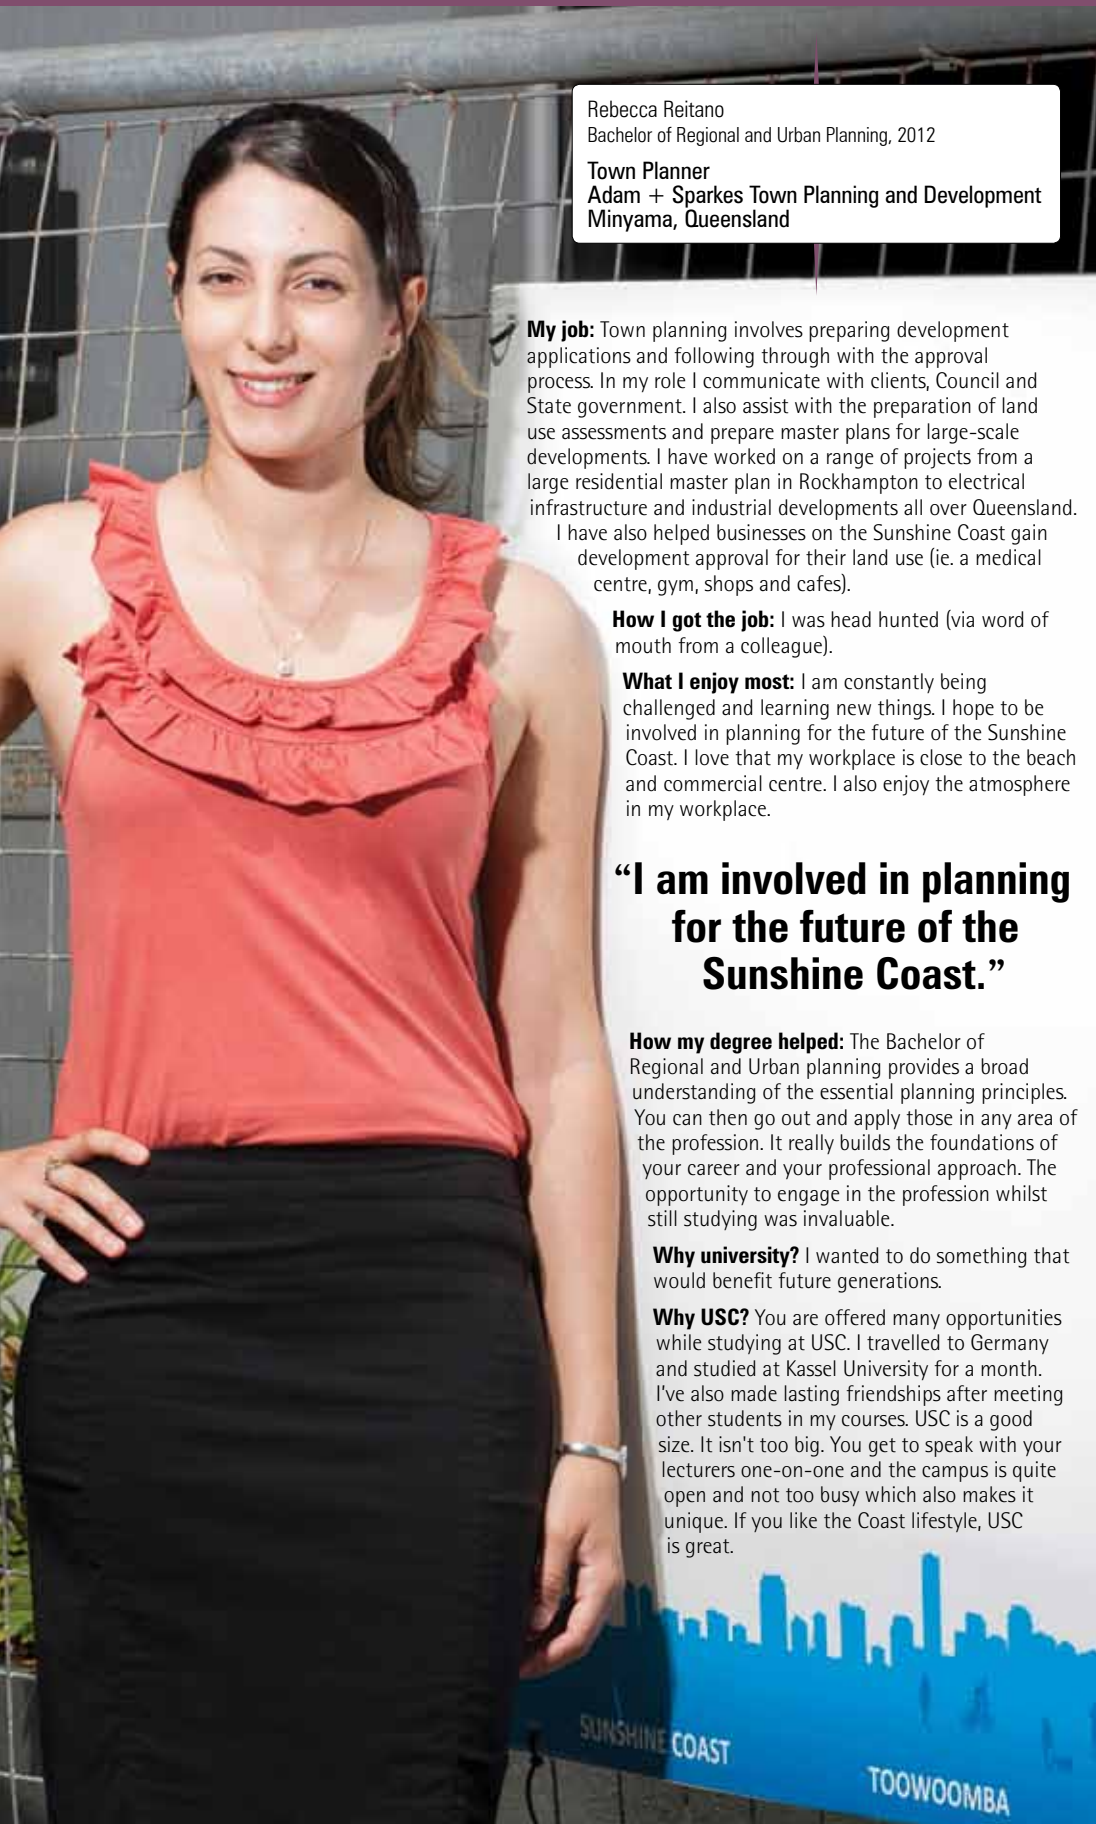 Rebecca Reitano
Bachelor of Regional and Urban Planning, 2012
Town Planner
Adam + Sparkes Town Planning and Development
Minyama, Queensland
My job: Town planning involves preparing development
applications and following through with the approval
process. In my role I communicate with clients, Council and
State government. I also assist with the preparation of land
use assessments and prepare master plans for large-scale
developments. I have worked on a range of projects from a
large residential master plan in Rockhampton to electrical
infrastructure and industrial developments all over Queensland.
I have also helped businesses on the Sunshine Coast gain
development approval for their land use (ie. a medical
centre, gym, shops and cafes).
How I got the job: I was head hunted (via word of
mouth from a colleague).
What I enjoy most: I am constantly being
challenged and learning new things. I hope to be
involved in planning for the future of the Sunshine
Coast. I love that my workplace is close to the beach
and commercial centre. I also enjoy the atmosphere
in my workplace.
“I am involved in planning
for the future of the
Sunshine Coast.”
How my degree helped: The Bachelor of
Regional and Urban planning provides a broad
understanding of the essential planning principles.
You can then go out and apply those in any area of
the profession. It really builds the foundations of
your career and your professional approach. The
opportunity to engage in the profession whilst
still studying was invaluable.
Why university? I wanted to do something that
would benefit future generations.
Why USC? You are offered many opportunities
while studying at USC. I travelled to Germany
and studied at Kassel University for a month.
I've also made lasting friendships after meeting
other students in my courses. USC is a good
size. It isn't too big. You get to speak with your
lecturers one-on-one and the campus is quite
open and not too busy which also makes it
unique. If you like the Coast lifestyle, USC
is great.
SUNSHINE COAST
TOOWOOMBA